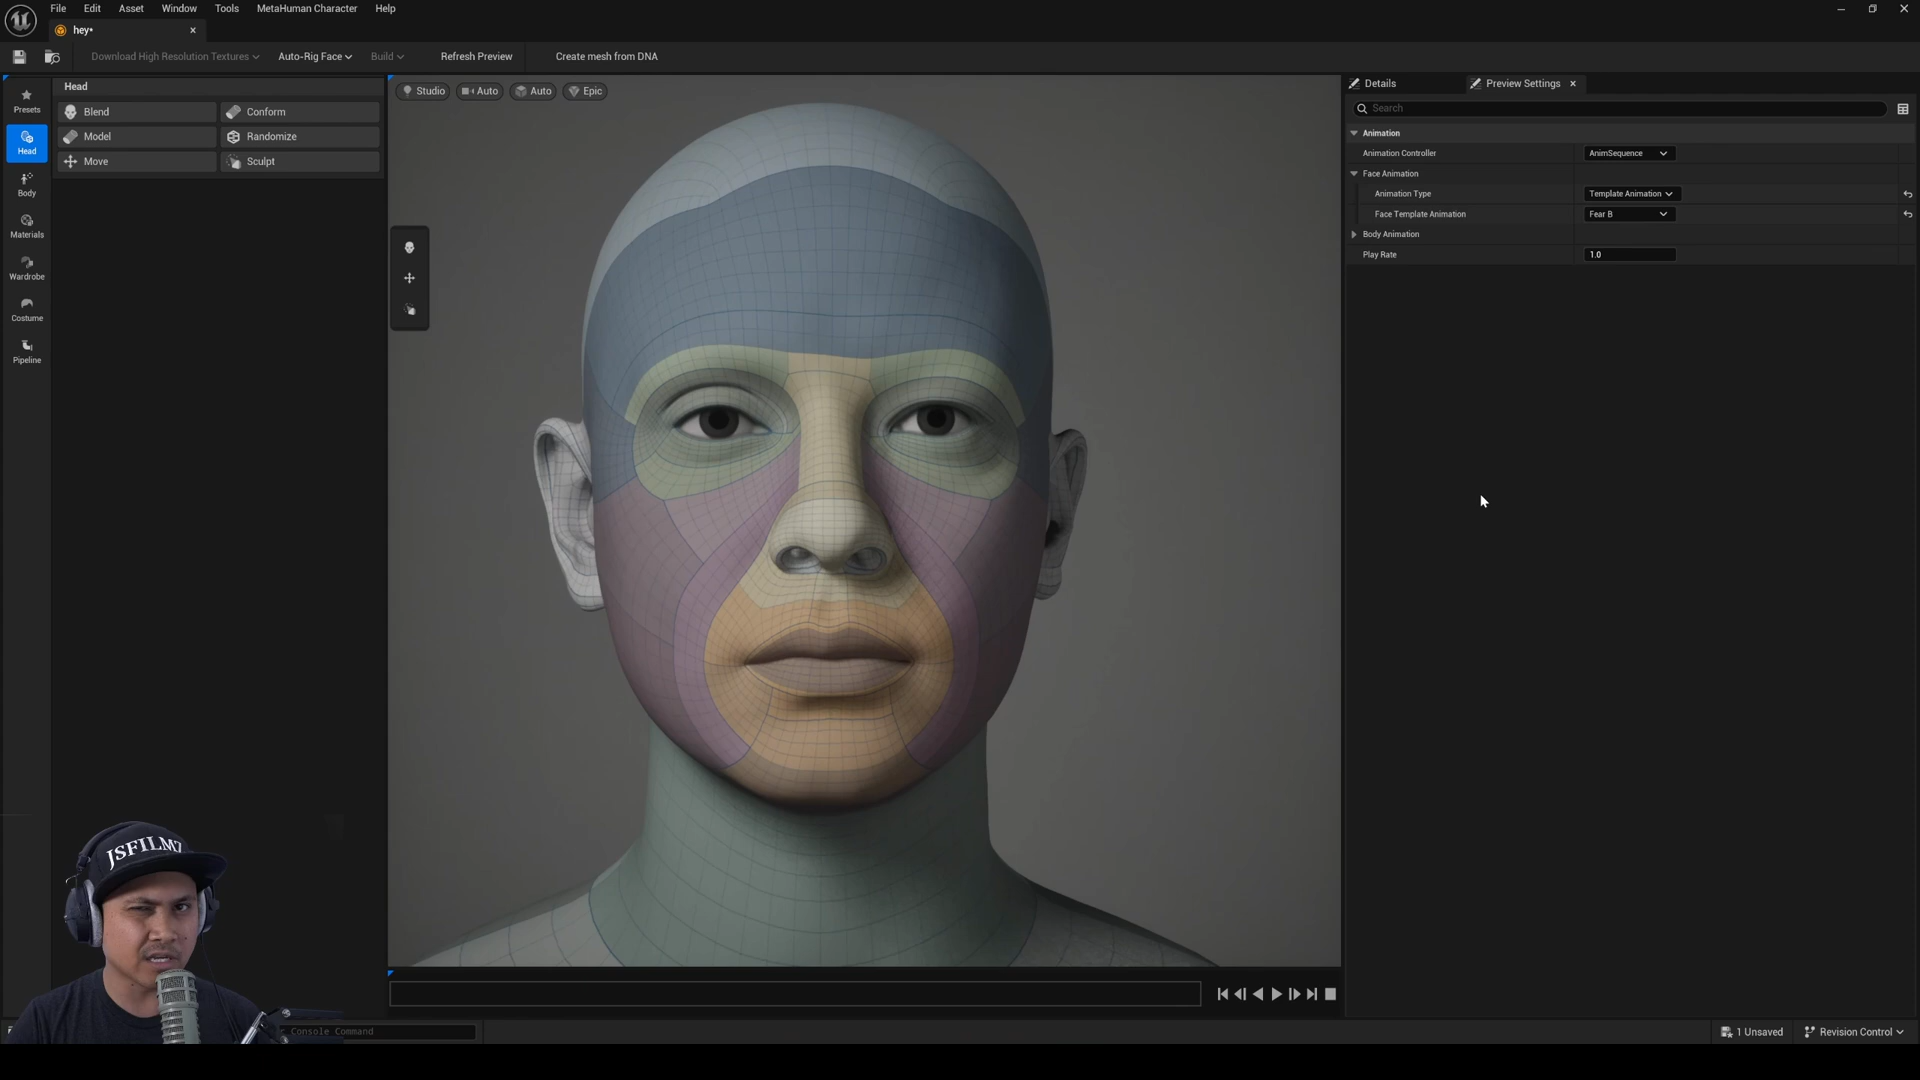 File Edit Asset Window Tools MetaHuman Character Help
hey•
Download High Resolution Textures Auto-Rig Face Build Refresh Preview Create mesh from DNA
Presets
Head
Body
Materials
Wardrobe
Costume
Pipeline
Head
Blend Conform
Model Randomize
Move Sculpt
Studio Auto Auto Epic
Details Preview Settings
Search
Animation
Animation Controller AnimSequence
Face Animation
Animation Type Template Animation
Face Template Animation Fear B
Body Animation
Play Rate 1.0
JSFILMZ
Console Command
1 Unsaved Revision Control